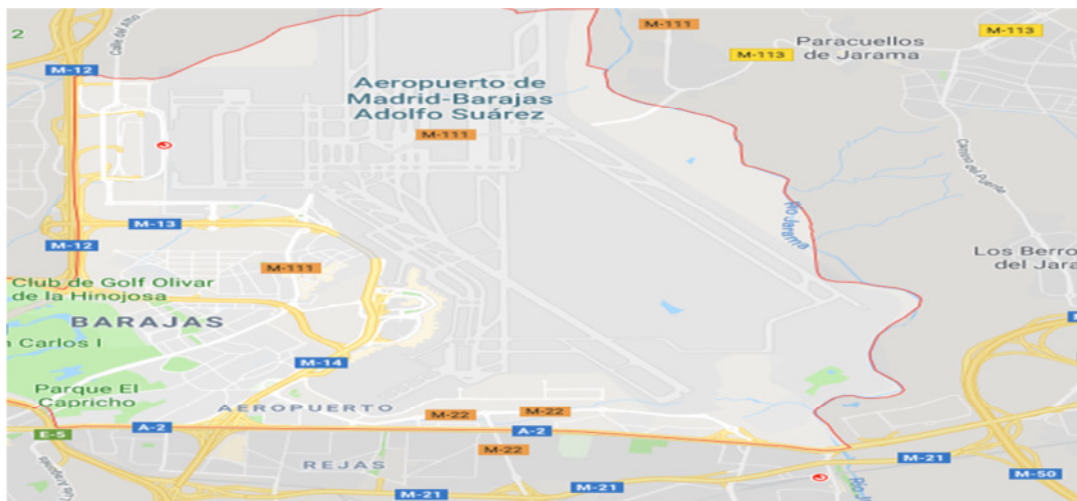 2
Calle del Alto
M-12
M-111
M-113
M-113
Paracuellos
de Jarama
Aeropuerto de
Madrid-Barajas
Adolfo Suárez
M-111
Camino del Puente
Río Jarama
M-13
M-12
M-111
Los Berro
del Jara
Club de Golf Olivar
de la Hinojosa
BARAJAS
Carlos I
M-14
Parque El
Capricho
AEROPUERTO
M-22
M-22
E-5
A-2
A-2
M-22
REJAS
M-21
M-21
M-21
M-50